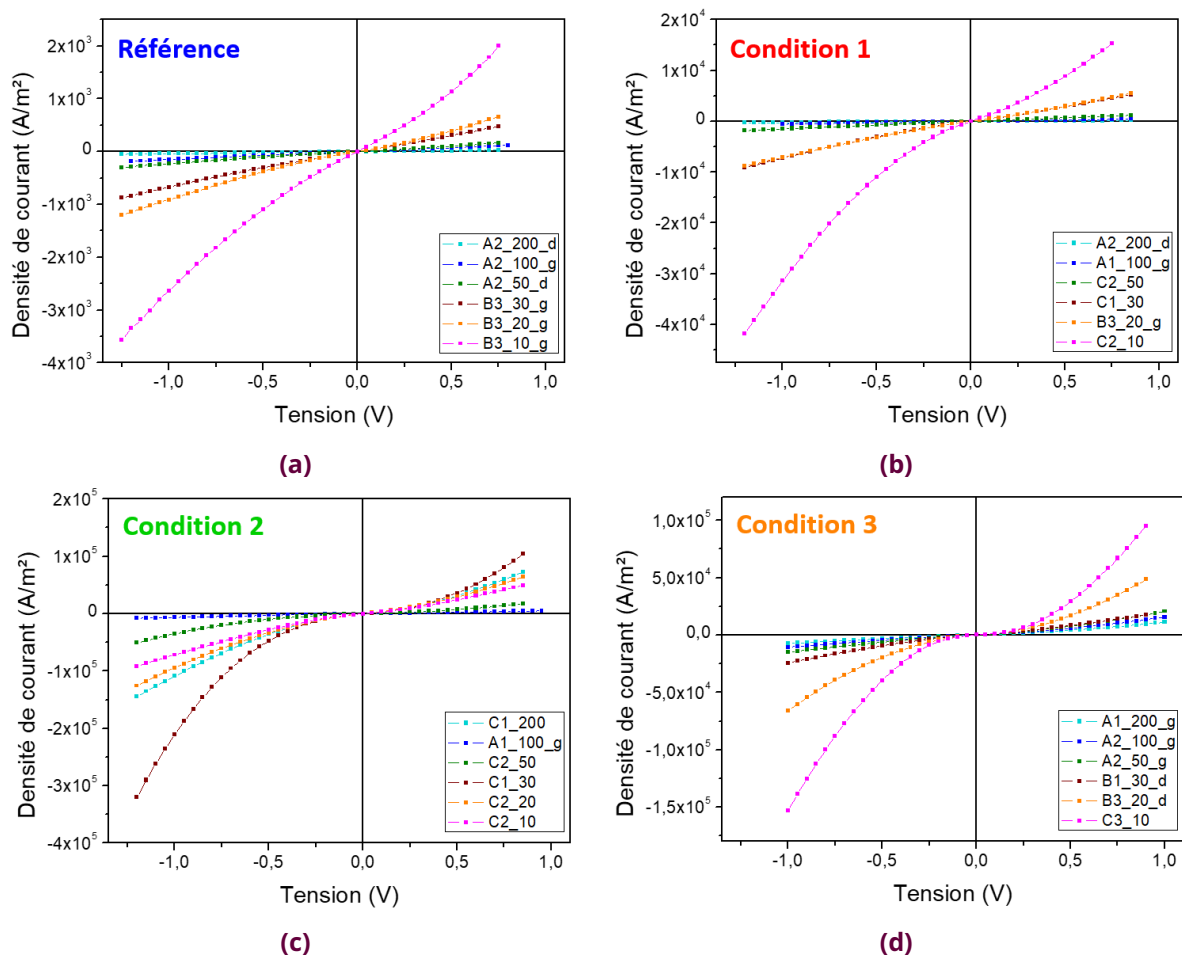 Référence
Densité de courant (A/m²)
2x10³
1x10³
0
-1x10³
-2x10³
-3x10³
-4x10³
-1,0
-0,5
0,0
0,5
1,0
Tension (V)
A2_200_d
A2_100_g
A2_50_d
B3_30_g
B3_20_g
B3_10_g
(a)
Condition 1
Densité de courant (A/m²)
2x10⁴
1x10⁴
0
-1x10⁴
-2x10⁴
-3x10⁴
-4x10⁴
-1,0
-0,5
0,0
0,5
1,0
Tension (V)
A2_200_d
A1_100_g
C2_50
C1_30
B3_20_g
C2_10
(b)
Condition 2
Densité de courant (A/m²)
2x10⁵
1x10⁵
0
-1x10⁵
-2x10⁵
-3x10⁵
-4x10⁵
-1,0
-0,5
0,0
0,5
1,0
Tension (V)
C1_200
A1_100_g
C2_50
C1_30
C2_20
C2_10
(c)
Condition 3
Densité de courant (A/m²)
1,0x10⁵
5,0x10⁴
0,0
-5,0x10⁴
-1,0x10⁵
-1,5x10⁵
-1,0
-0,5
0,0
0,5
1,0
Tension (V)
A1_200_g
A2_100_g
A2_50_g
B1_30_d
B3_20_d
C3_10
(d)